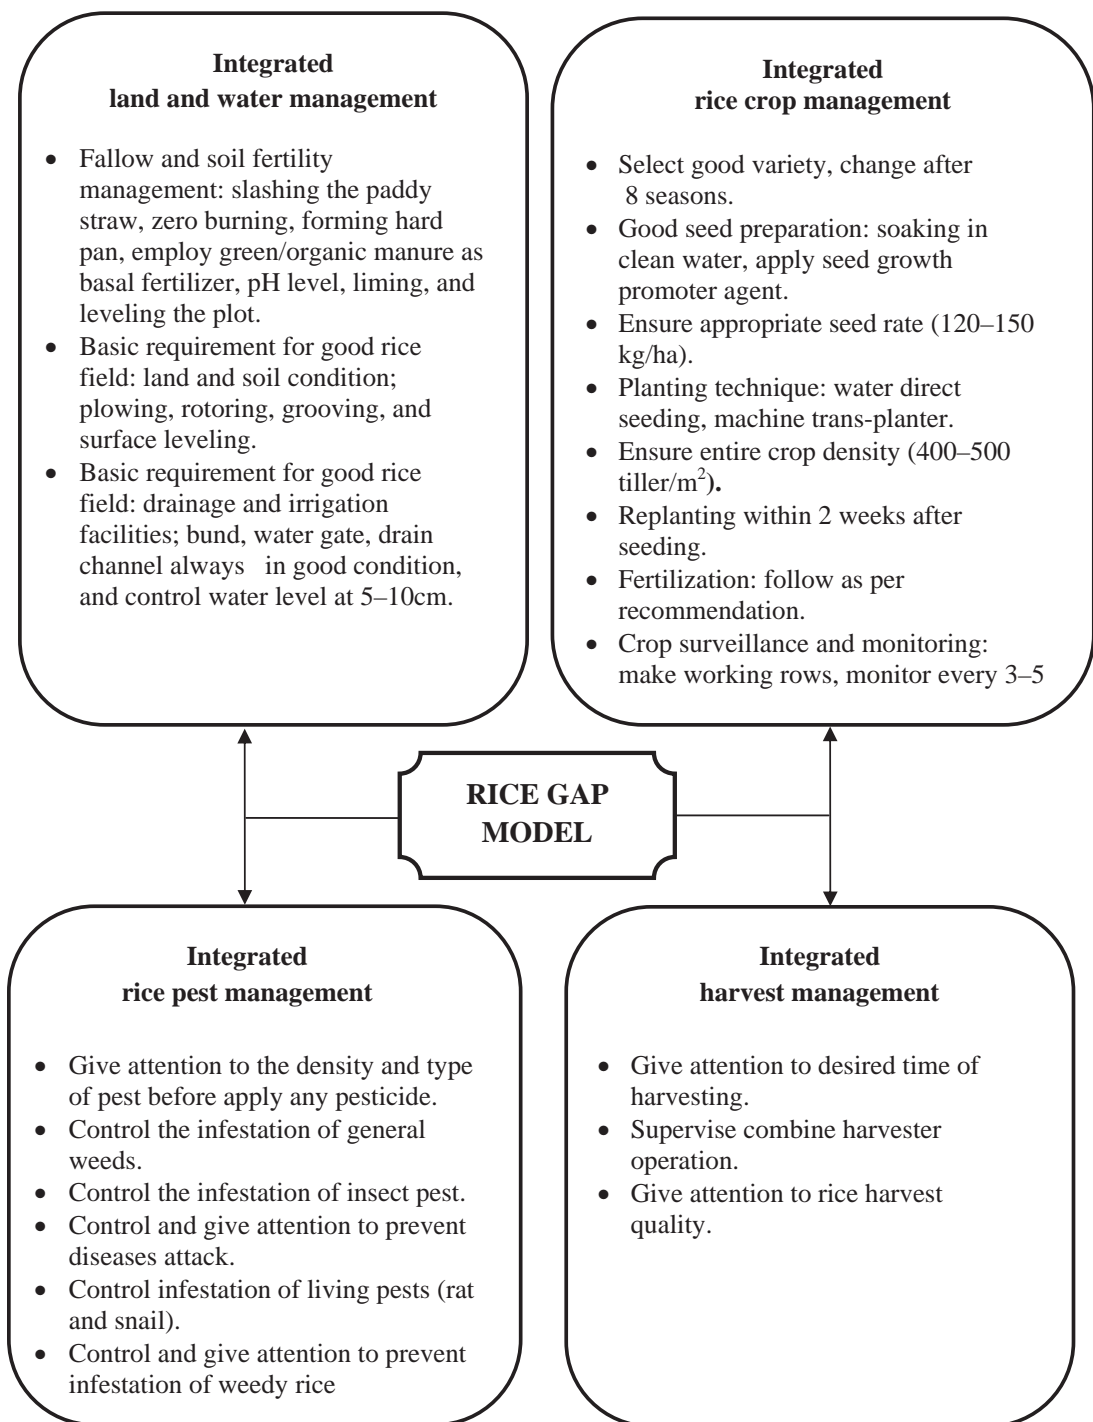 Integrated
land and water management
• Fallow and soil fertility
management: slashing the paddy
straw, zero burning, forming hard
pan, employ green/organic manure as
basal fertilizer, pH level, liming, and
leveling the plot.
• Basic requirement for good rice
field: land and soil condition;
plowing, rotoring, grooving, and
surface leveling.
• Basic requirement for good rice
field: drainage and irrigation
facilities; bund, water gate, drain
channel always in good condition,
and control water level at 5–10cm.
Integrated
rice crop management
• Select good variety, change after
8 seasons.
• Good seed preparation: soaking in
clean water, apply seed growth
promoter agent.
• Ensure appropriate seed rate (120–150
kg/ha).
• Planting technique: water direct
seeding, machine trans-planter.
• Ensure entire crop density (400–500
tiller/m²).
• Replanting within 2 weeks after
seeding.
• Fertilization: follow as per
recommendation.
• Crop surveillance and monitoring:
make working rows, monitor every 3–5
RICE GAP
MODEL
Integrated
rice pest management
• Give attention to the density and type
of pest before apply any pesticide.
• Control the infestation of general
weeds.
• Control the infestation of insect pest.
• Control and give attention to prevent
diseases attack.
• Control infestation of living pests (rat
and snail).
• Control and give attention to prevent
infestation of weedy rice
Integrated
harvest management
• Give attention to desired time of
harvesting.
• Supervise combine harvester
operation.
• Give attention to rice harvest
quality.